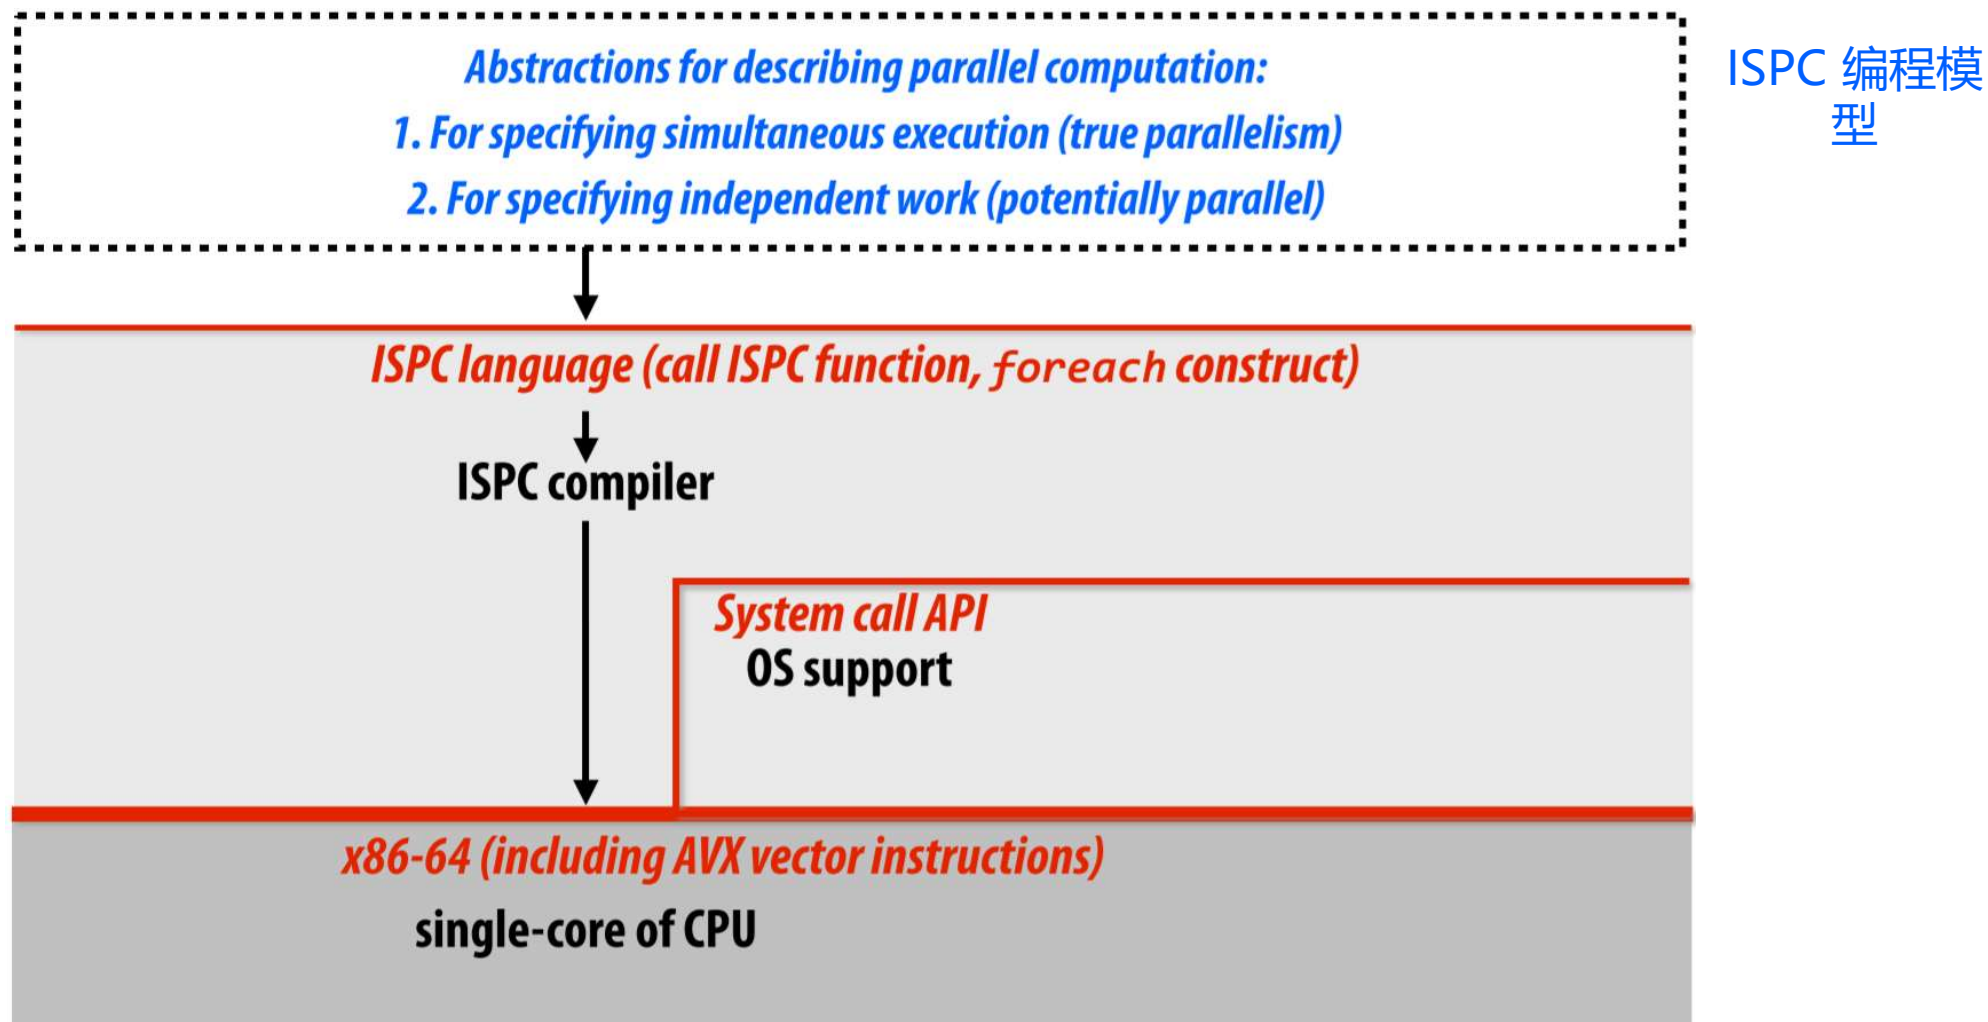 Abstractions for describing parallel computation:
1. For specifying simultaneous execution (true parallelism)
2. For specifying independent work (potentially parallel)
ISPC 编程模
型
ISPC language (call ISPC function, foreach construct)
ISPC compiler
System call API
OS support
x86-64 (including AVX vector instructions)
single-core of CPU